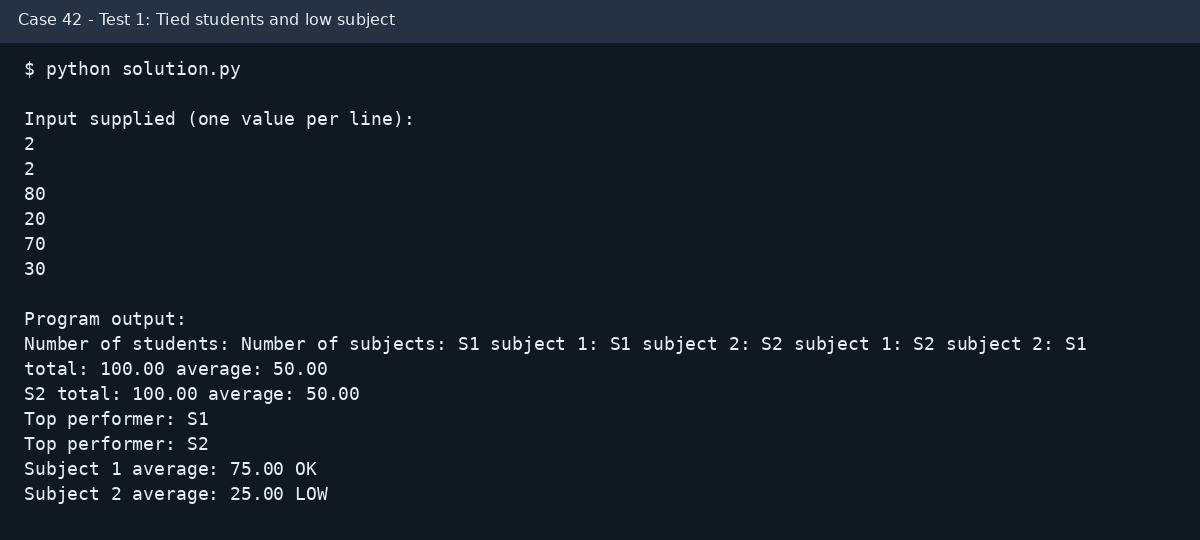 Case 42 - Test 1: Tied students and low subject
$ python solution.py
Input supplied (one value per line):
2
2
80
20
70
30
Program output:
Number of students: Number of subjects: S1 subject 1: S1 subject 2: S2 subject 1: S2 subject 2: S1
total: 100.00 average: 50.00
S2 total: 100.00 average: 50.00
Top performer: S1
Top performer: S2
Subject 1 average: 75.00 OK
Subject 2 average: 25.00 LOW